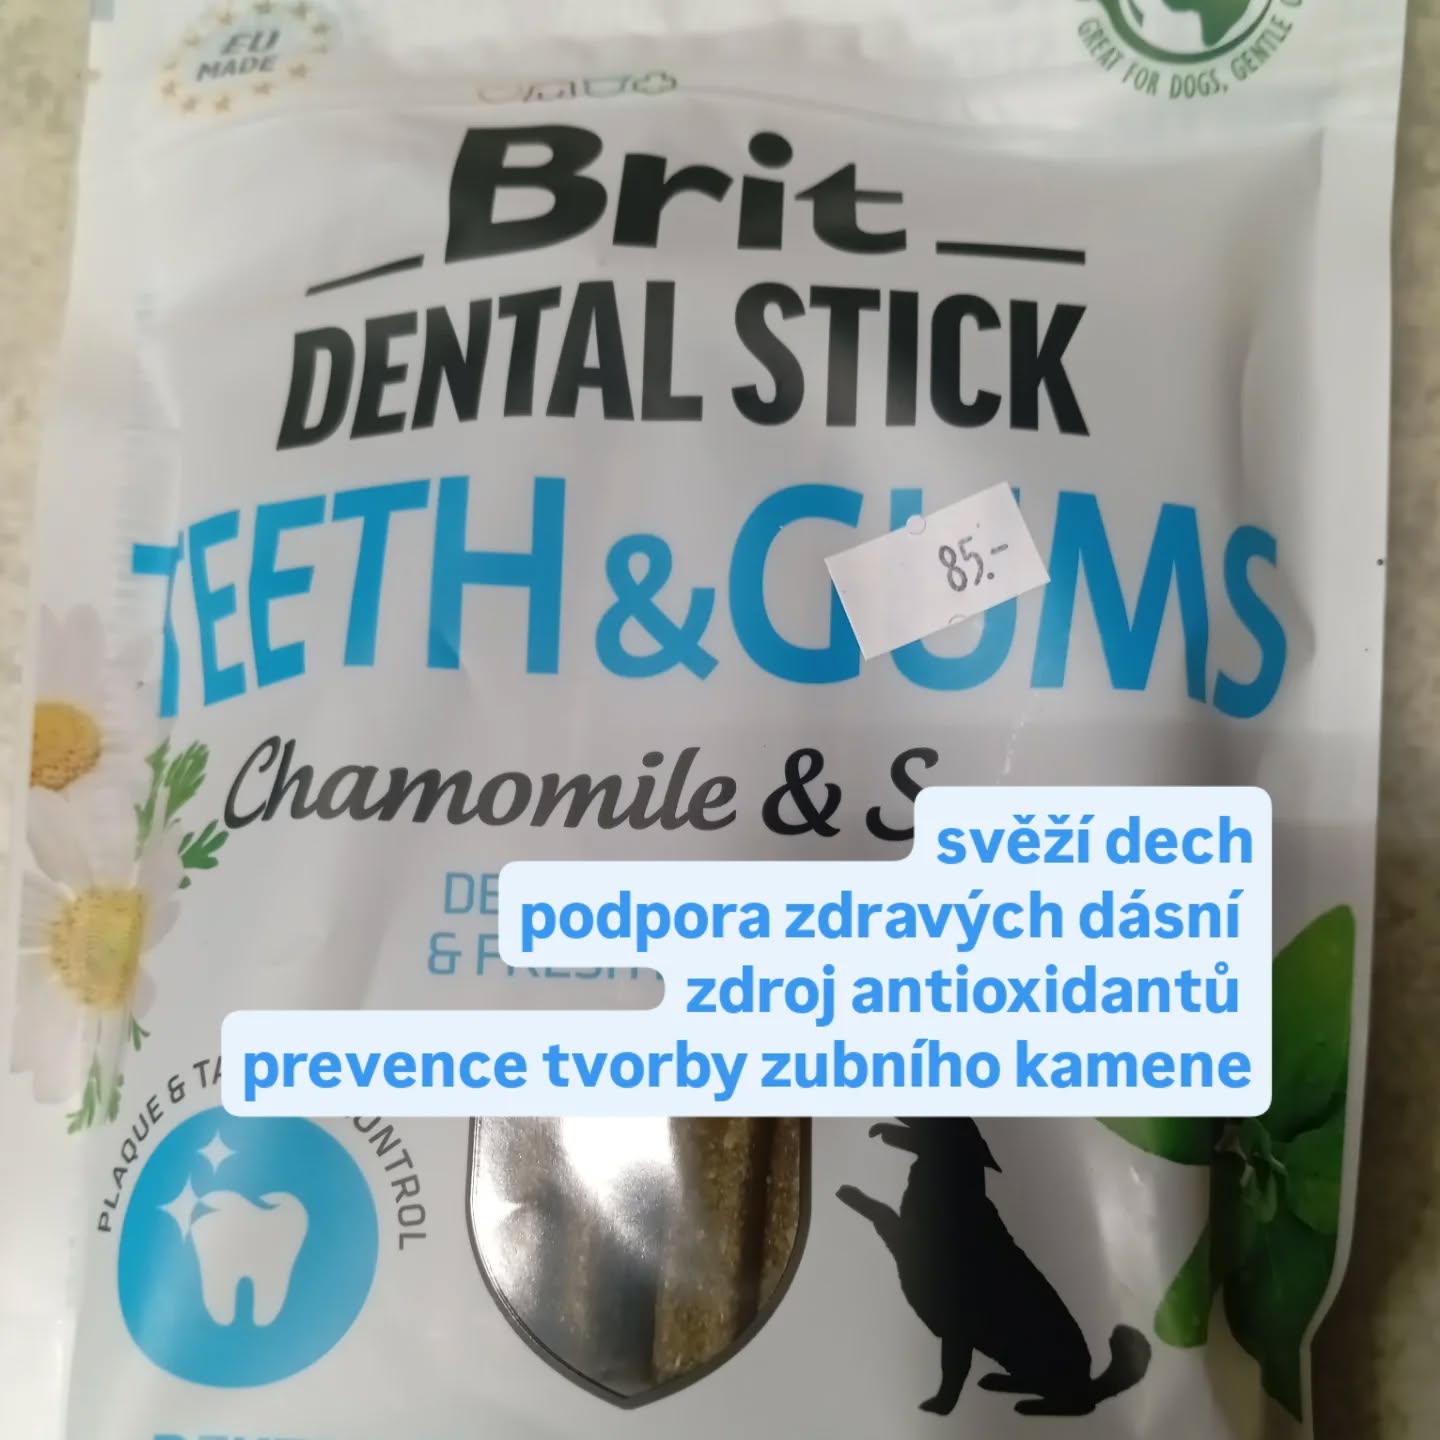 EU
MADE
GREAT FOR DOGS, GENTLE
Brit
DENTAL STICK
TEETH & GUMS
85.-
Chamomile & S
svěží dech
podpora zdravých dásní
zdroj antioxidantů
prevence tvorby zubního kamene
PLAQUE & TA CONTROL